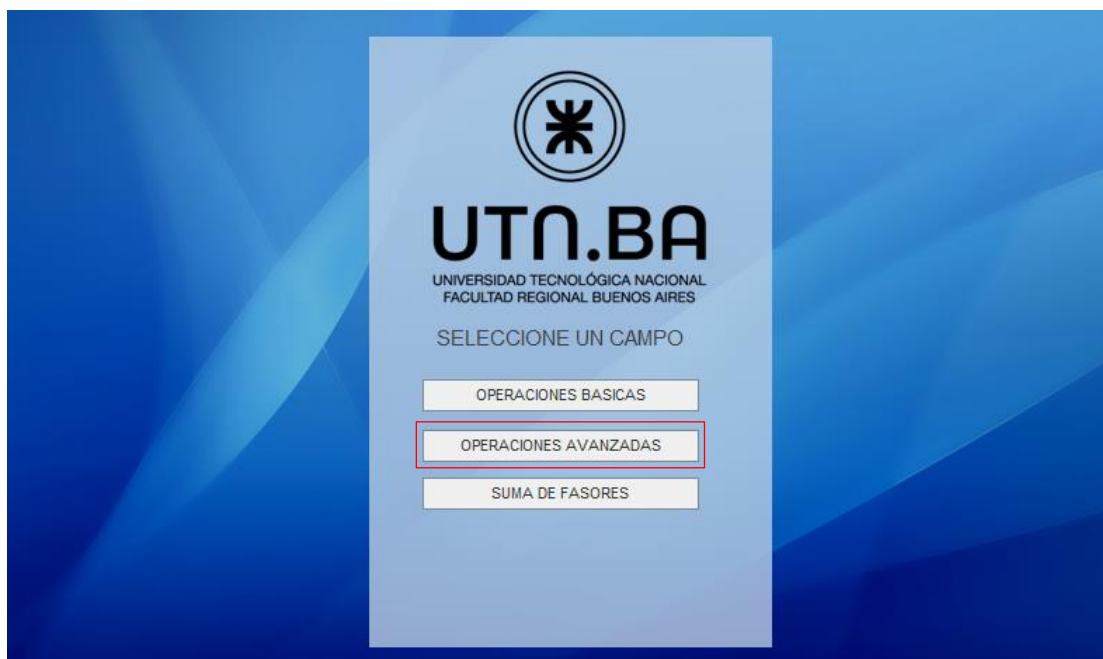 UTN.BA
UNIVERSIDAD TECNOLÓGICA NACIONAL
FACULTAD REGIONAL BUENOS AIRES
SELECCIONE UN CAMPO
OPERACIONES BASICAS
OPERACIONES AVANZADAS
SUMA DE FASORES